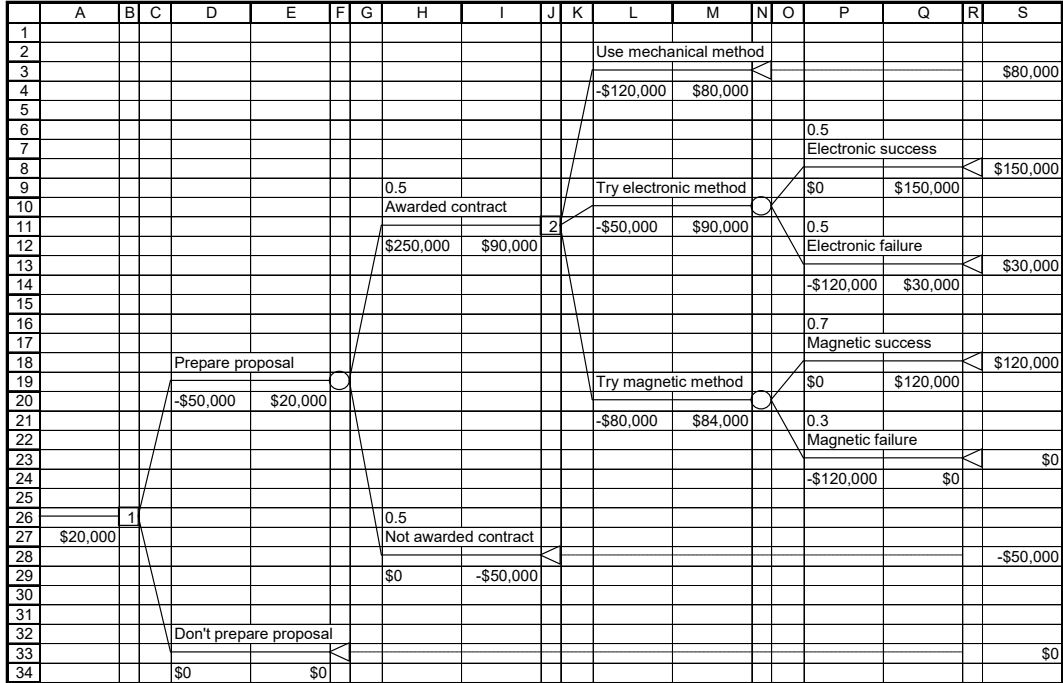 A B C D E F G H I J K L M N O P Q R S
1
2 Use mechanical method
3 $80,000
4 -$120,000 $80,000
5
6 0.5
7 Electronic success
8 $150,000
9 0.5 Try electronic method $0 $150,000
10 Awarded contract
11 2 -$50,000 $90,000 0.5
12 $250,000 $90,000 Electronic failure
13 $30,000
14 -$120,000 $30,000
15
16 0.7
17 Magnetic success
18 Prepare proposal $120,000
19 Try magnetic method $0 $120,000
20 -$50,000 $20,000
21 -$80,000 $84,000 0.3
22 Magnetic failure
23 $0
24 -$120,000 $0
25
26 1 0.5
27 $20,000 Not awarded contract
28 -$50,000
29 $0 -$50,000
30
31
32 Don't prepare proposal
33 $0
34 $0 $0